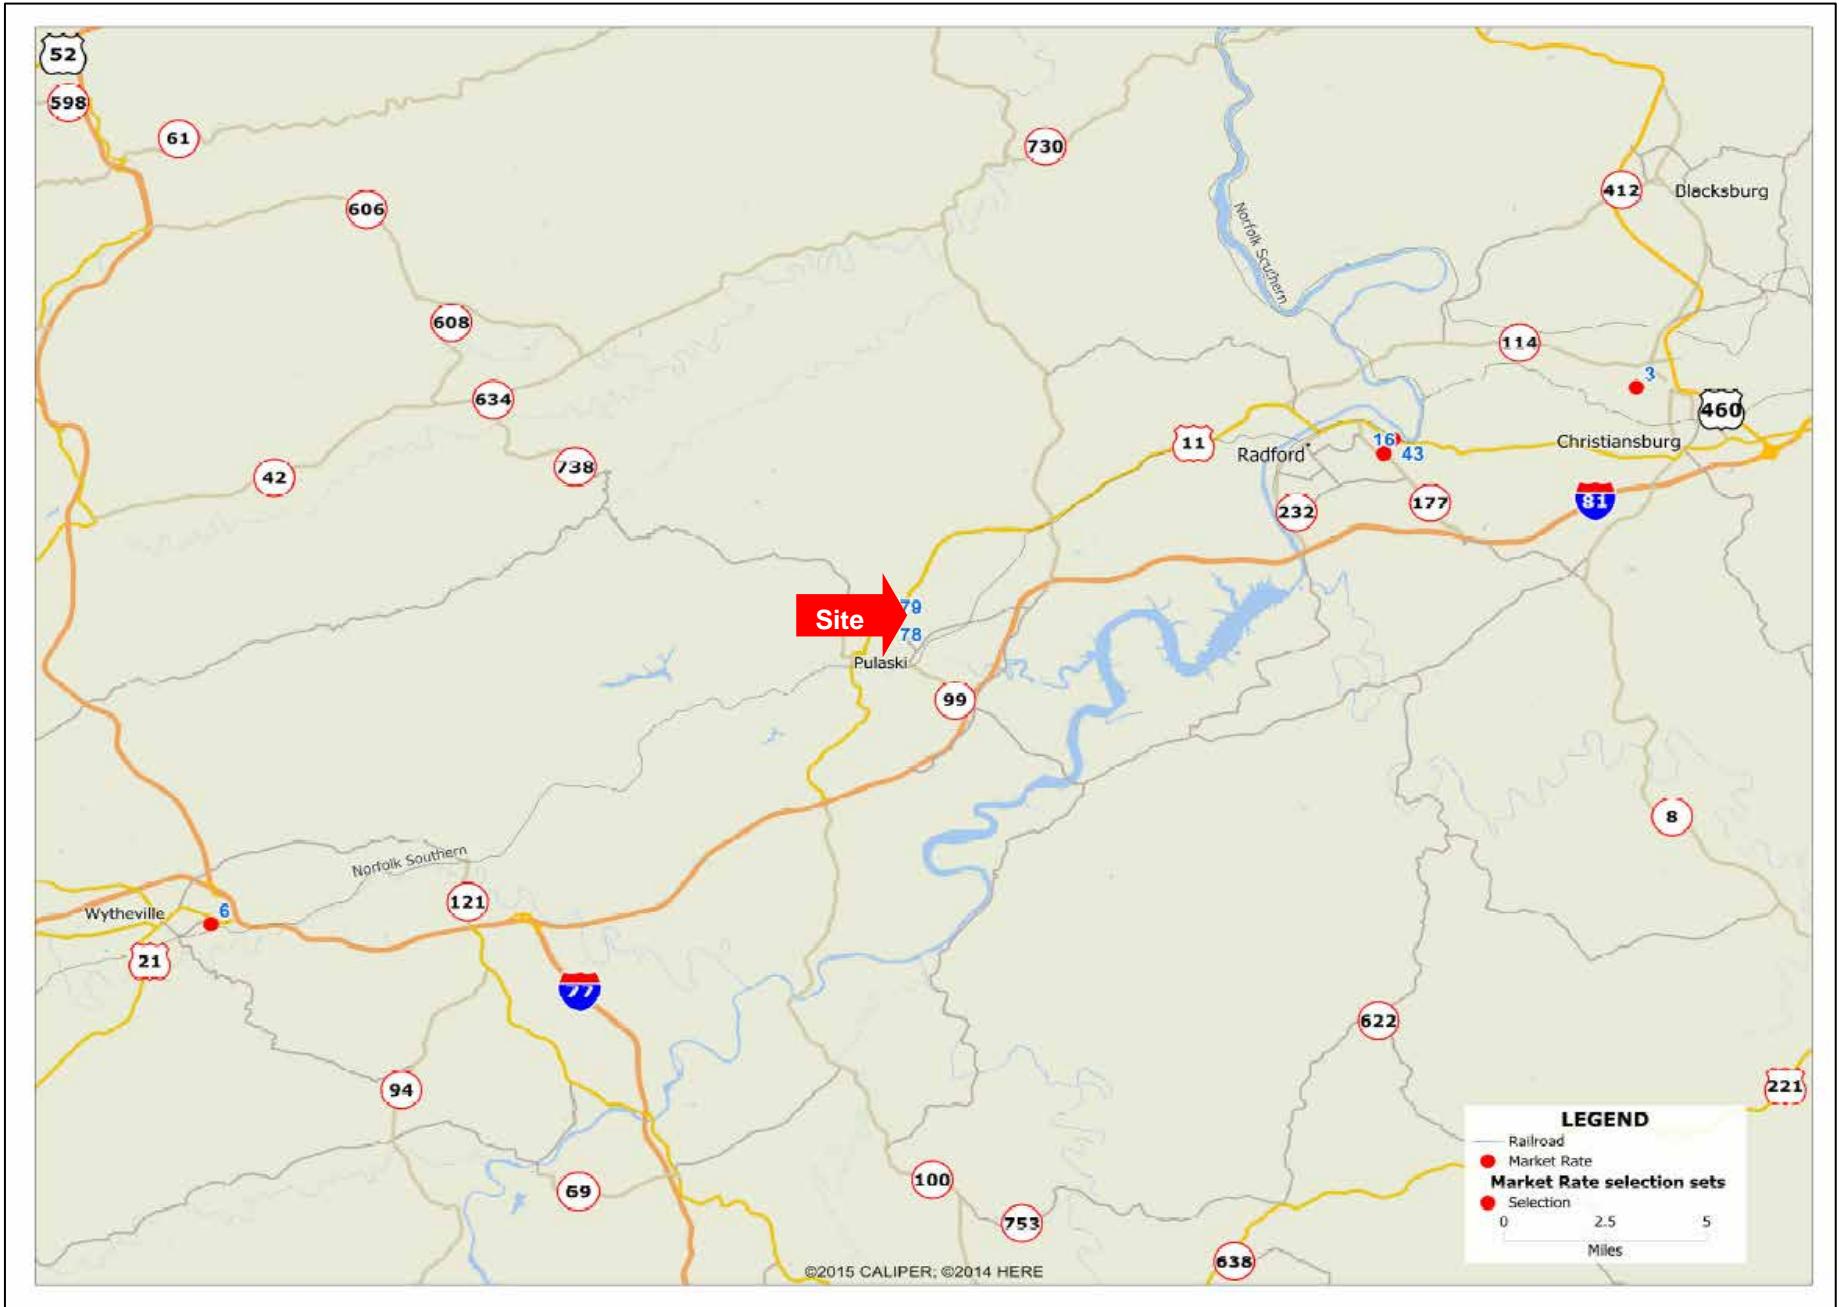 52
598
61
730
606
412
Blacksburg
Norfolk Southern
608
114
3
634
460
11
16
43
Radford
Christiansburg
738
42
232
177
81
79
Site
78
Pulaski
99
8
Norfolk Southern
121
6
Wytheville
21
77
622
94
221
LEGEND
Railroad
Market Rate
Market Rate selection sets
Selection
0 2.5 5
Miles
100
69
753
638
©2015 CALIPER; ©2014 HERE